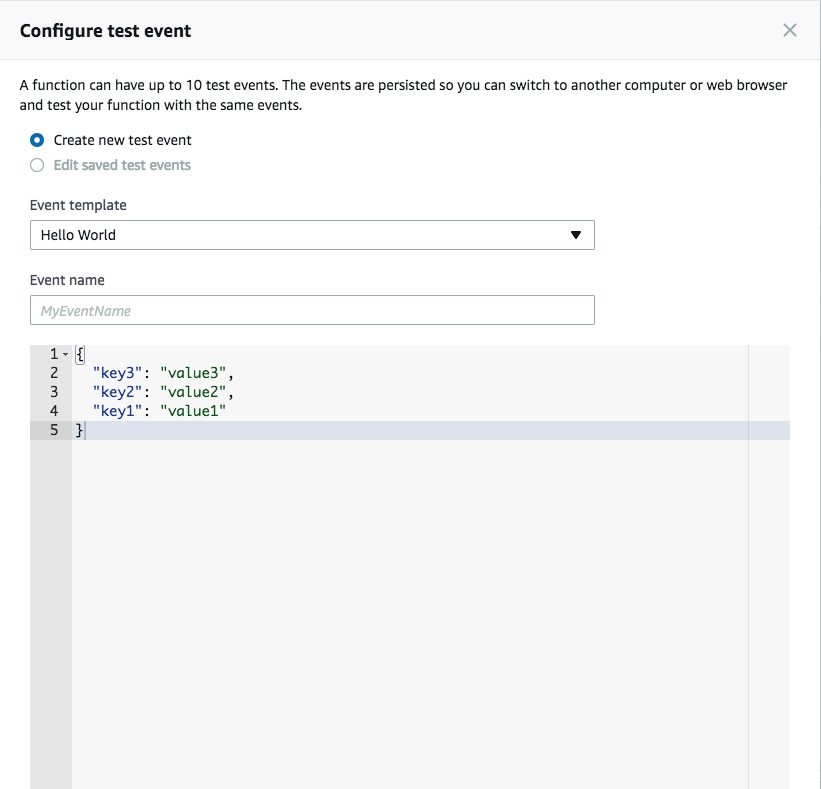 Configure test event
A function can have up to 10 test events. The events are persisted so you can switch to another computer or web browser
and test your function with the same events.
Create new test event
Edit saved test events
Event template
Hello World
Event name
MyEventName
1 {
2 "key3": "value3",
3 "key2": "value2",
4 "key1": "value1"
5 }